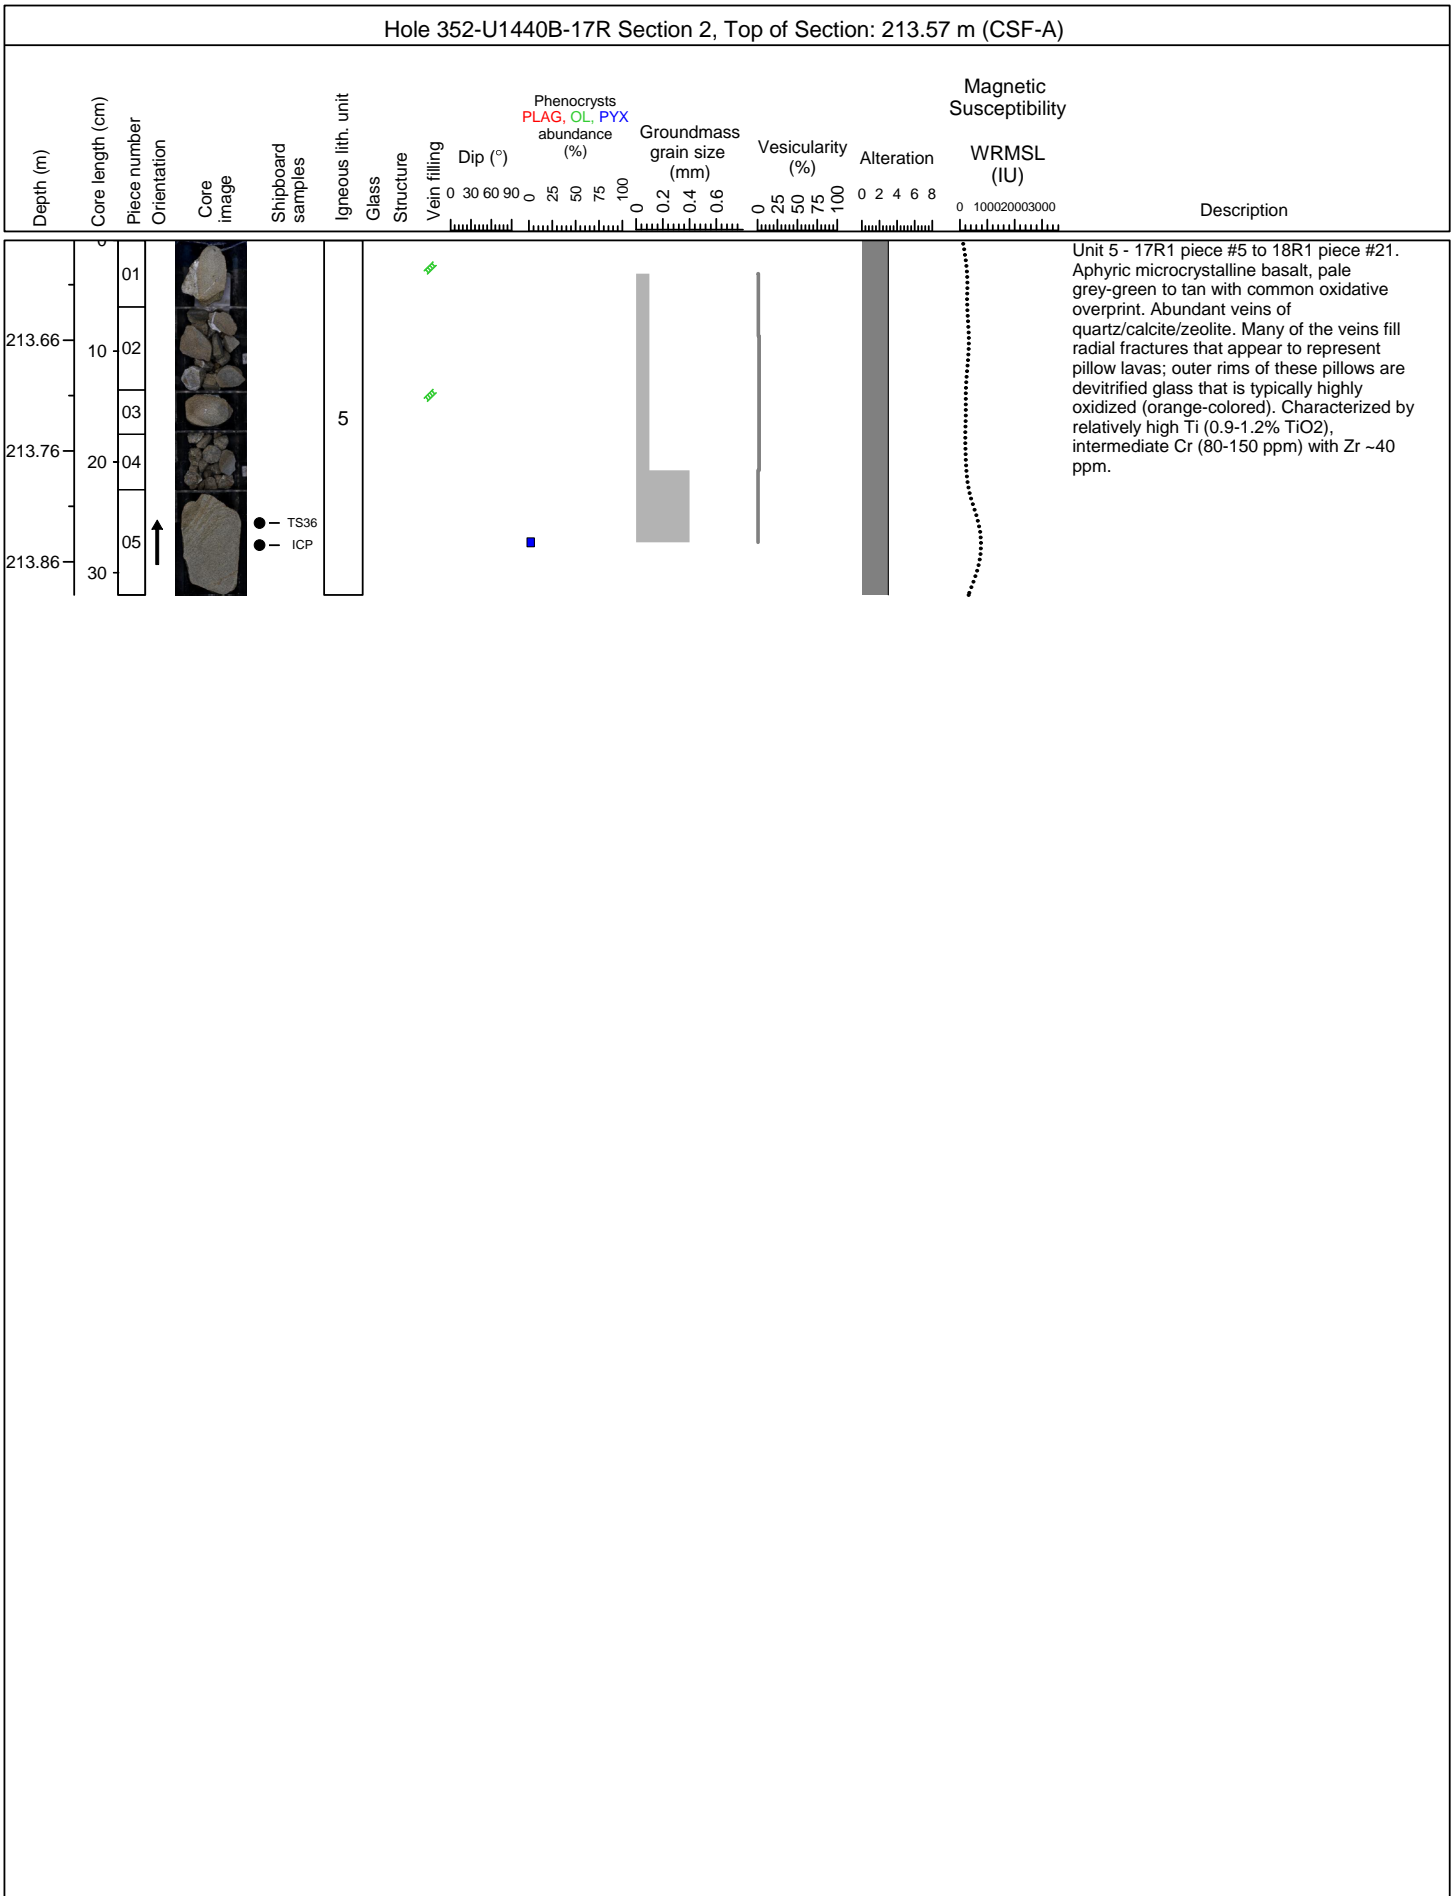 Hole 352-U1440B-17R Section 2, Top of Section: 213.57 m (CSF-A)
Depth (m)
Core length (cm)
Piece number
Orientation
Core
image
Shipboard
samples
Igneous lith. unit
Glass
Structure
Vein filling
Dip (°)
0 30 60 90
Phenocrysts
PLAG, OL, PYX
abundance
(%)
0 25 50 75 100
Groundmass
grain size
(mm)
0 0.2 0.4 0.6
Vesicularity
(%)
0 25 50 75 100
Alteration
0 2 4 6 8
Magnetic
Susceptibility
WRMSL
(IU)
0 100020003000
Description
0
01
213.66
10
02
03
213.76
20
04
05
213.86
30
TS36
ICP
5
Unit 5 - 17R1 piece #5 to 18R1 piece #21.
Aphyric microcrystalline basalt, pale
grey-green to tan with common oxidative
overprint. Abundant veins of
quartz/calcite/zeolite. Many of the veins fill
radial fractures that appear to represent
pillow lavas; outer rims of these pillows are
devitrified glass that is typically highly
oxidized (orange-colored). Characterized by
relatively high Ti (0.9-1.2% TiO2),
intermediate Cr (80-150 ppm) with Zr ~40
ppm.